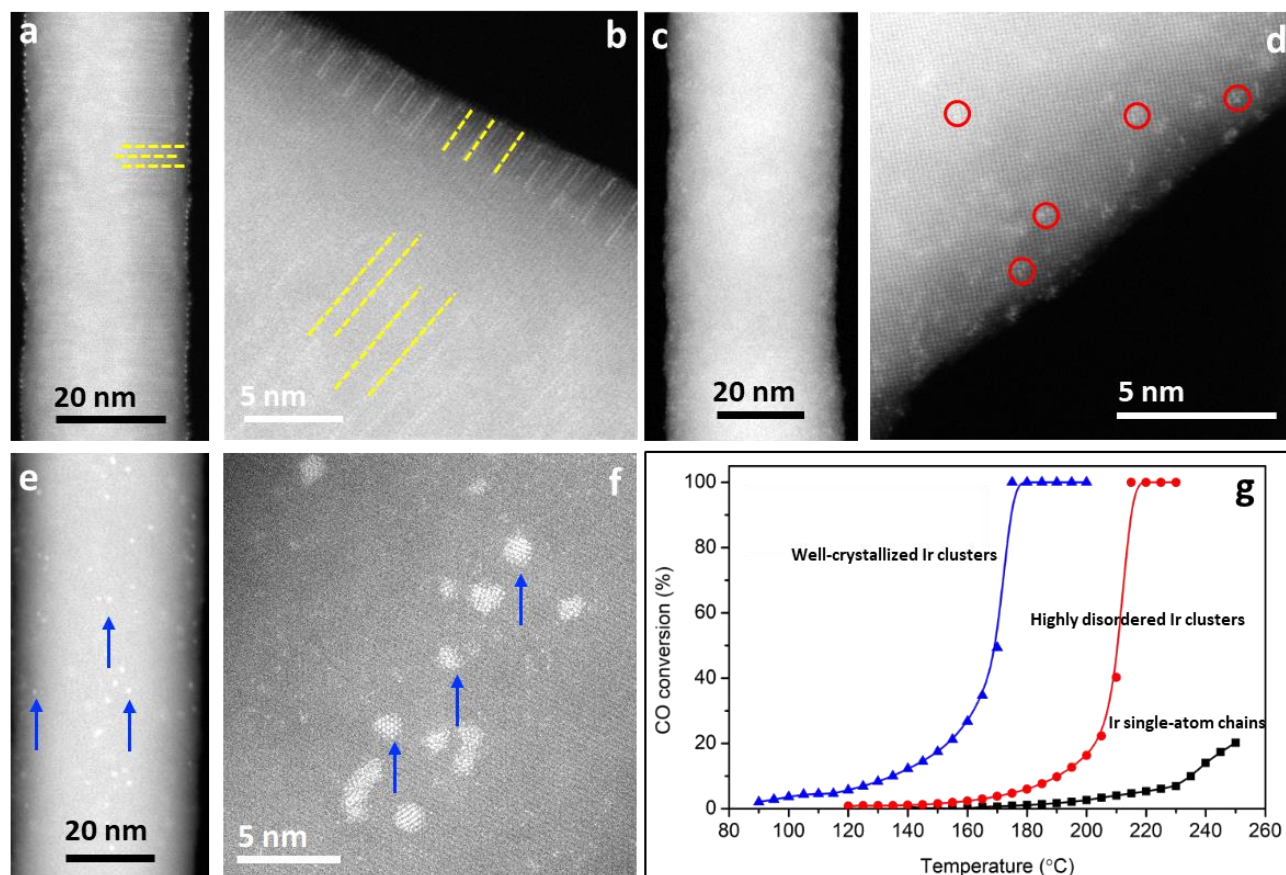 a
20 nm
b
5 nm
c
20 nm
d
5 nm
e
20 nm
f
5 nm
g
CO conversion (%)
100
80
60
40
20
0
Well-crystallized Ir clusters
Highly disordered Ir clusters
Ir single-atom chains
80 100 120 140 160 180 200 220 240 260
Temperature (°C)